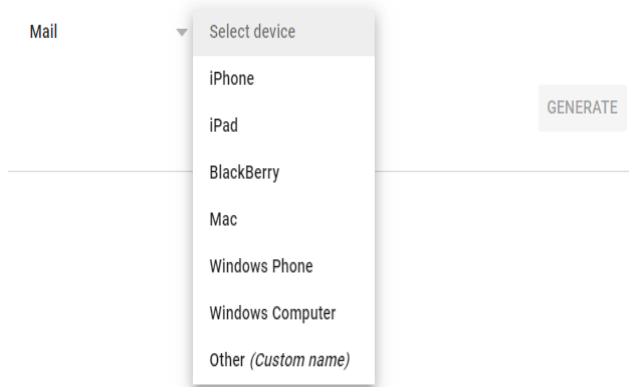 Mail
Select device
iPhone
iPad
GENERATE
BlackBerry
Mac
Windows Phone
Windows Computer
Other (Custom name)